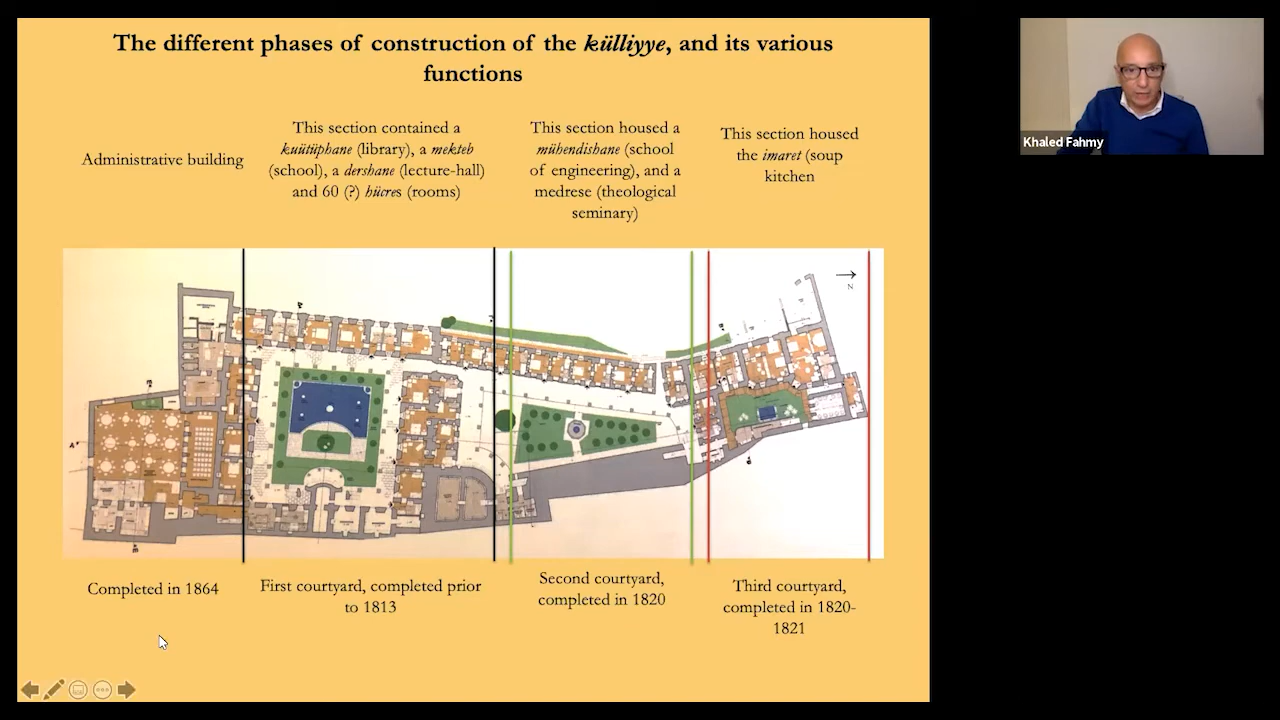 The different phases of construction of the külliyye, and its various
functions
Administrative building
This section contained a
kuütüphane (library), a mekteb
(school), a dershane (lecture-hall)
and 60 (?) hücres (rooms)
This section housed a
mühendishane (school
of engineering), and a
medrese (theological
seminary)
This section housed
the imaret (soup
kitchen
N
Completed in 1864
First courtyard, completed prior
to 1813
Second courtyard,
completed in 1820
Third courtyard,
completed in 1820-
1821
Khaled Fahmy